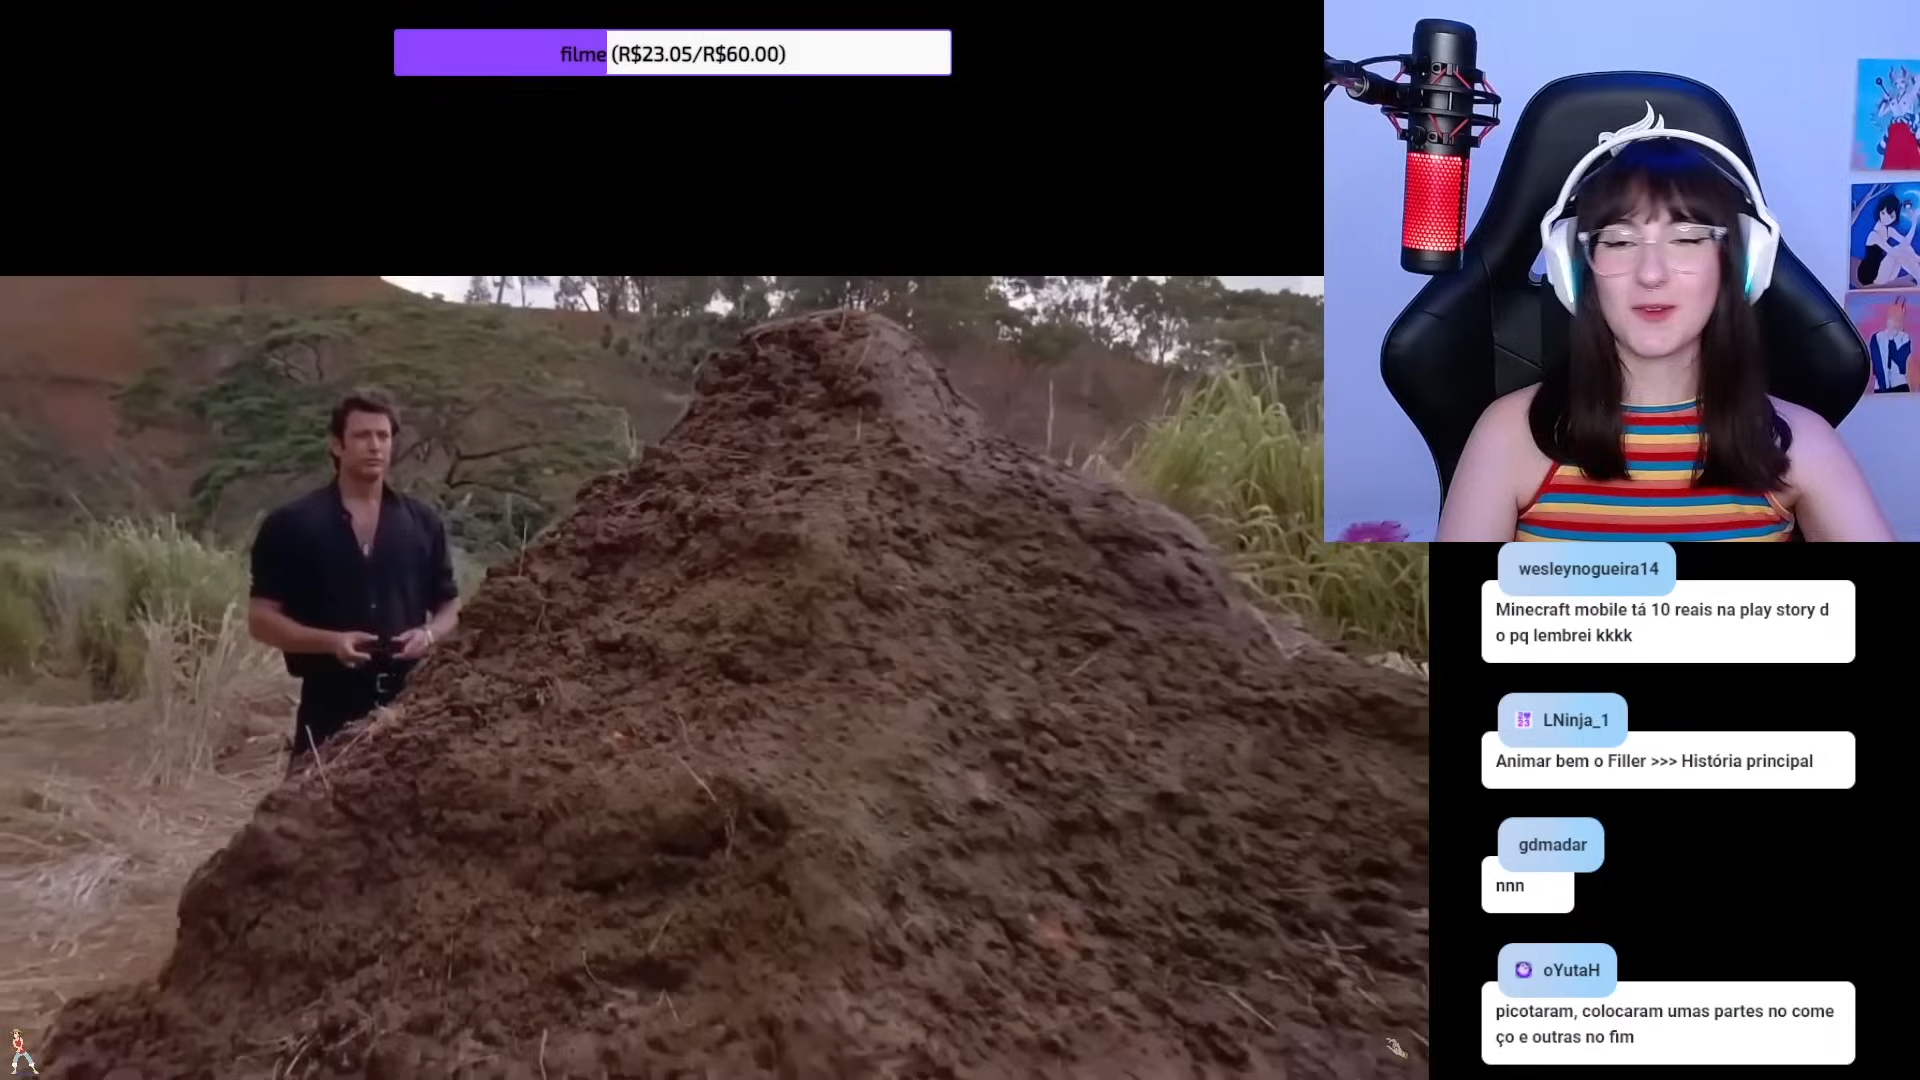 filme (R$23.05/R$60.00)
wesleynogueira14
Minecraft mobile tá 10 reais na play story d
o pq lembrei kkkk
LNinja_1
Animar bem o Filler >>> História principal
gdmadar
nnn
oYutaH
picotaram, colocaram umas partes no come
ço e outras no fim